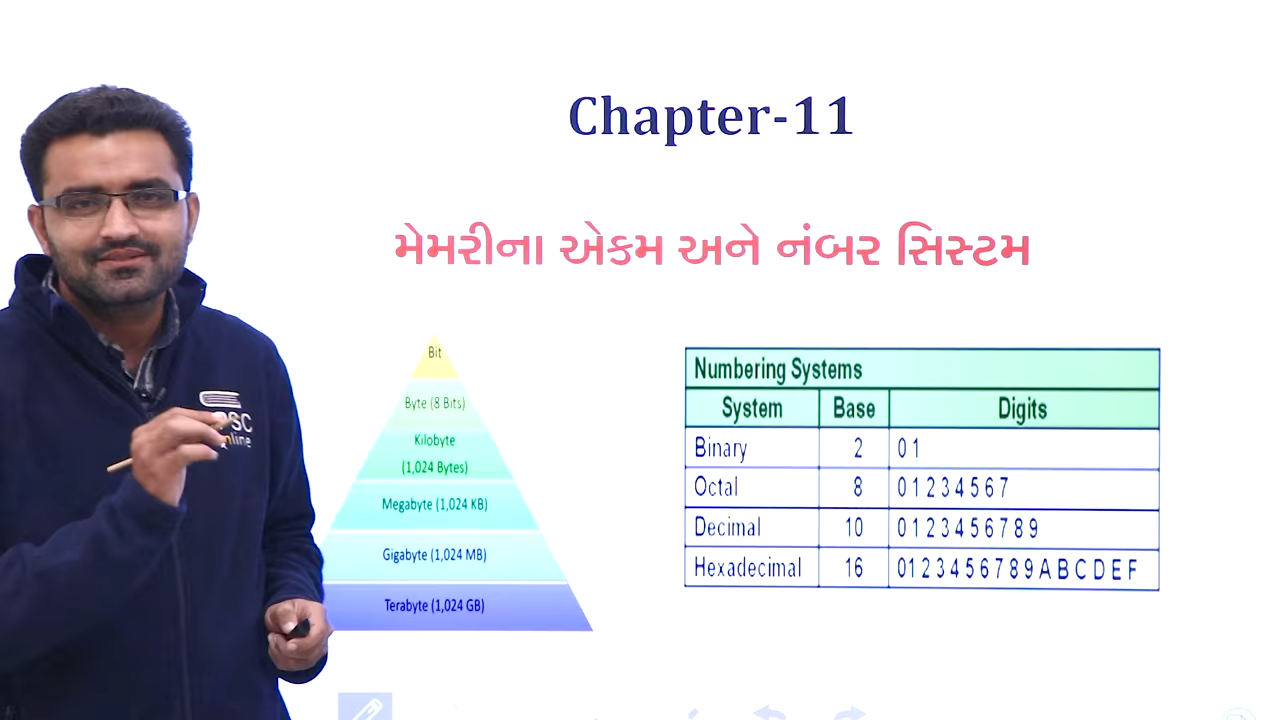 Chapter-11
મેમરીના એકમ અને નંબર સિસ્ટમ
Bit
Byte (8 Bits)
Kilobyte
(1,024 Bytes)
Megabyte (1,024 KB)
Gigabyte (1,024 MB)
Terabyte (1,024 GB)
Numbering Systems
System Base Digits
Binary 2 0 1
Octal 8 0 1 2 3 4 5 6 7
Decimal 10 0 1 2 3 4 5 6 7 8 9
Hexadecimal 16 0 1 2 3 4 5 6 7 8 9 A B C D E F